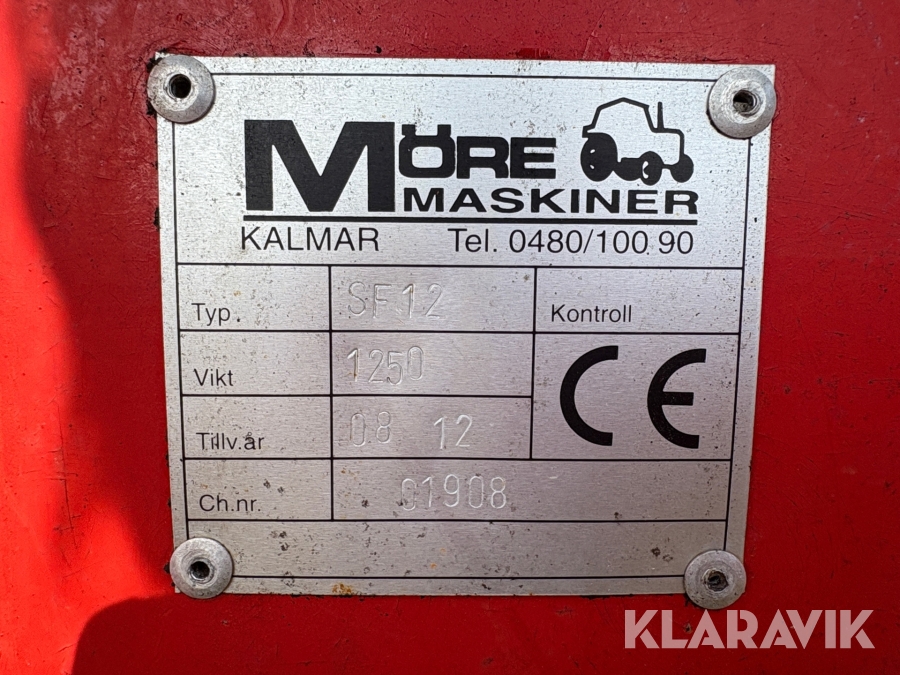 MÖRE
MASKINER
KALMAR Tel. 0480/100 90
Typ. SF12 Kontroll
Vikt 1250 CE
Tillv.år 08 12
Ch.nr. 01908
KLARAVIK